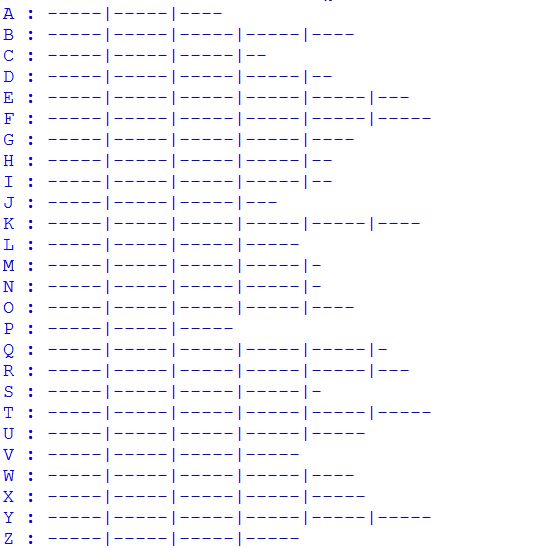 A : -----|-----|----
B : -----|-----|-----|-----|----
C : -----|-----|-----|--
D : -----|-----|-----|-----|--
E : -----|-----|-----|-----|-----|---
F : -----|-----|-----|-----|-----|-----
G : -----|-----|-----|-----|----
H : -----|-----|-----|-----|--
I : -----|-----|-----|-----|--
J : -----|-----|-----|---
K : -----|-----|-----|-----|-----|----
L : -----|-----|-----|-----
M : -----|-----|-----|-----|-
N : -----|-----|-----|-----|-
O : -----|-----|-----|-----|----
P : -----|-----|-----
Q : -----|-----|-----|-----|-----|-
R : -----|-----|-----|-----|-----|---
S : -----|-----|-----|-----|-
T : -----|-----|-----|-----|-----|-----
U : -----|-----|-----|-----|-----
V : -----|-----|-----|-----
W : -----|-----|-----|-----|----
X : -----|-----|-----|-----|-----
Y : -----|-----|-----|-----|-----|-----
Z : -----|-----|-----|-----